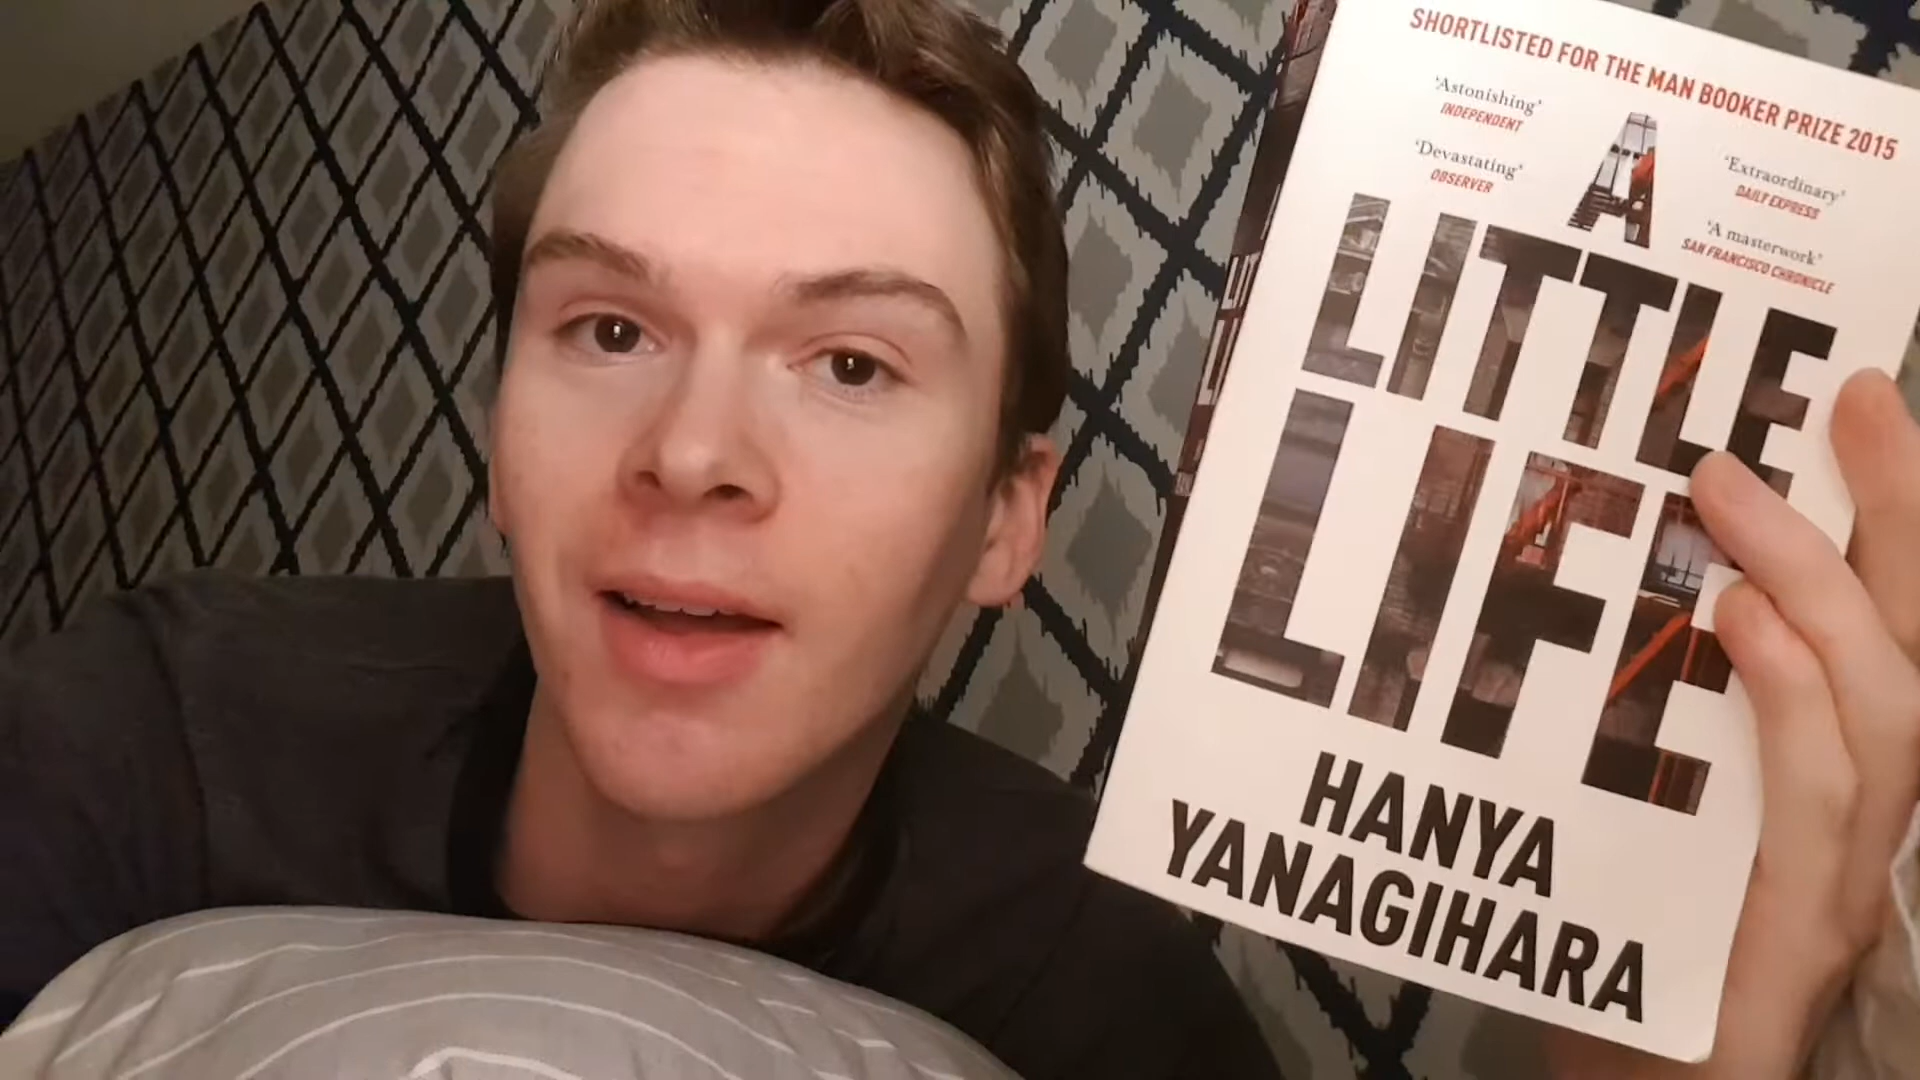 SHORTLISTED FOR THE MAN BOOKER PRIZE 2015
'Astonishing'
INDEPENDENT
'Devastating'
OBSERVER
'Extraordinary'
DAILY EXPRESS
'A masterwork'
SAN FRANCISCO CHRONICLE
A
LITTLE
LIFE
HANYA
YANAGIHARA